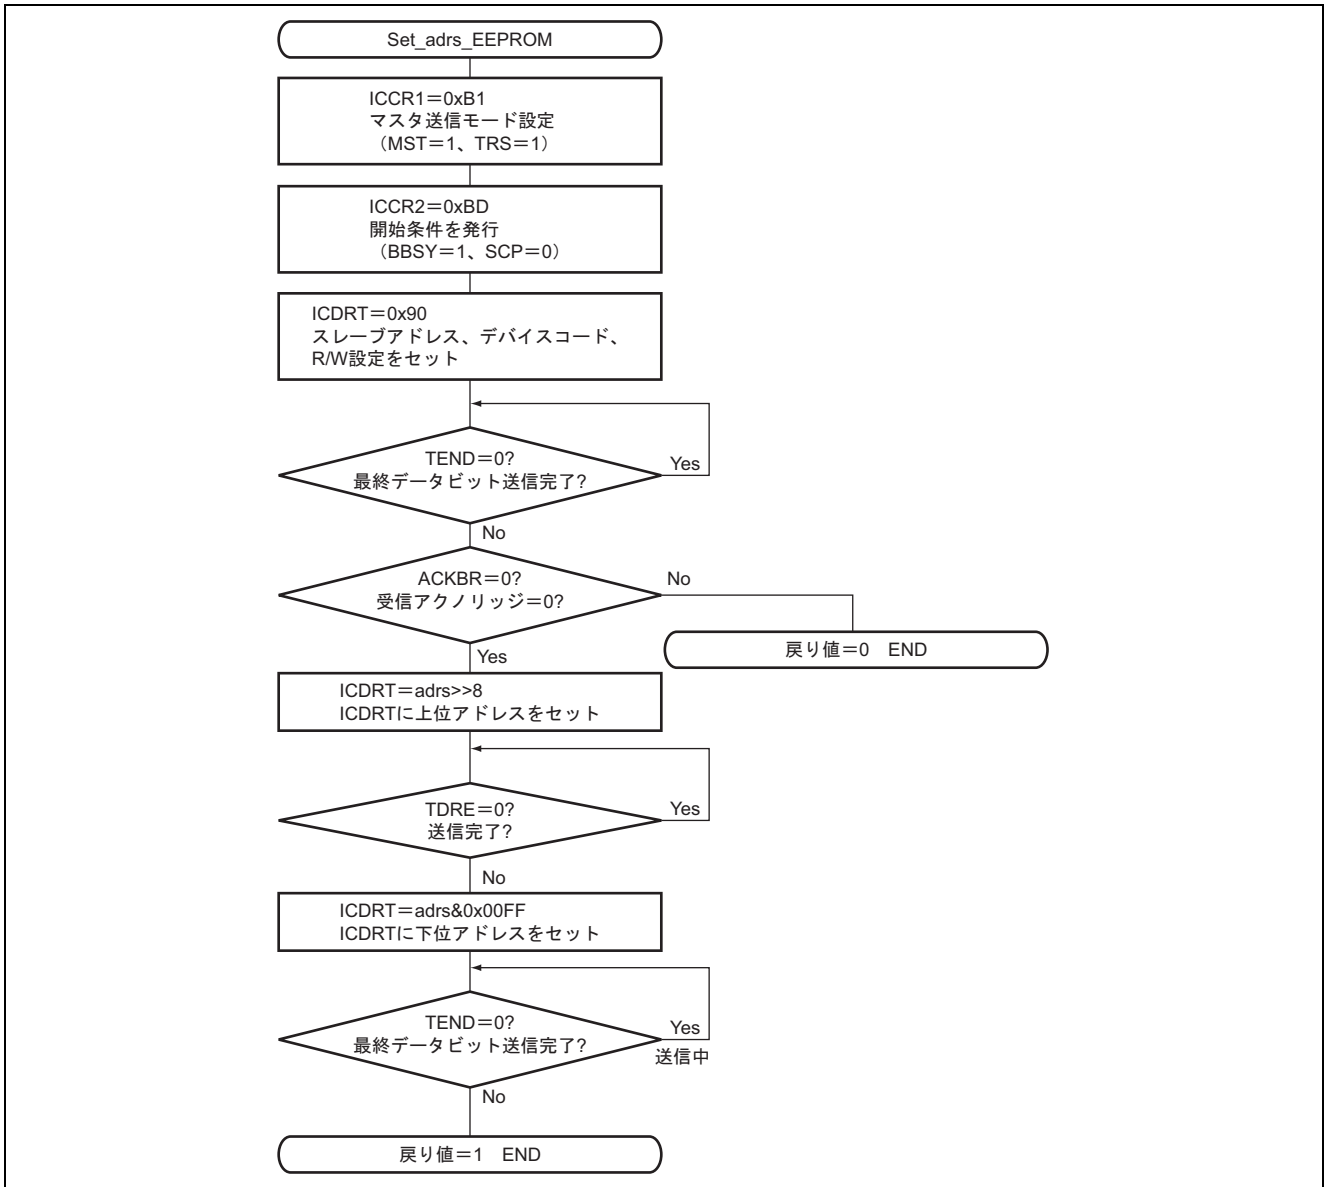 Set_adrs_EEPROM
ICCR1＝0xB1
マスタ送信モード設定
（MST＝1、TRS＝1）
ICCR2＝0xBD
開始条件を発行
（BBSY＝1、SCP＝0）
ICDRT＝0x90
スレーブアドレス、デバイスコード、
R/W設定をセット
TEND＝0?
最終データビット送信完了?
Yes
No
ACKBR＝0?
受信アクノリッジ＝0?
No
戻り値＝0　END
Yes
ICDRT＝adrs>>8
ICDRTに上位アドレスをセット
TDRE＝0?
送信完了?
Yes
No
ICDRT＝adrs&0x00FF
ICDRTに下位アドレスをセット
TEND＝0?
最終データビット送信完了?
Yes
送信中
No
戻り値＝1　END